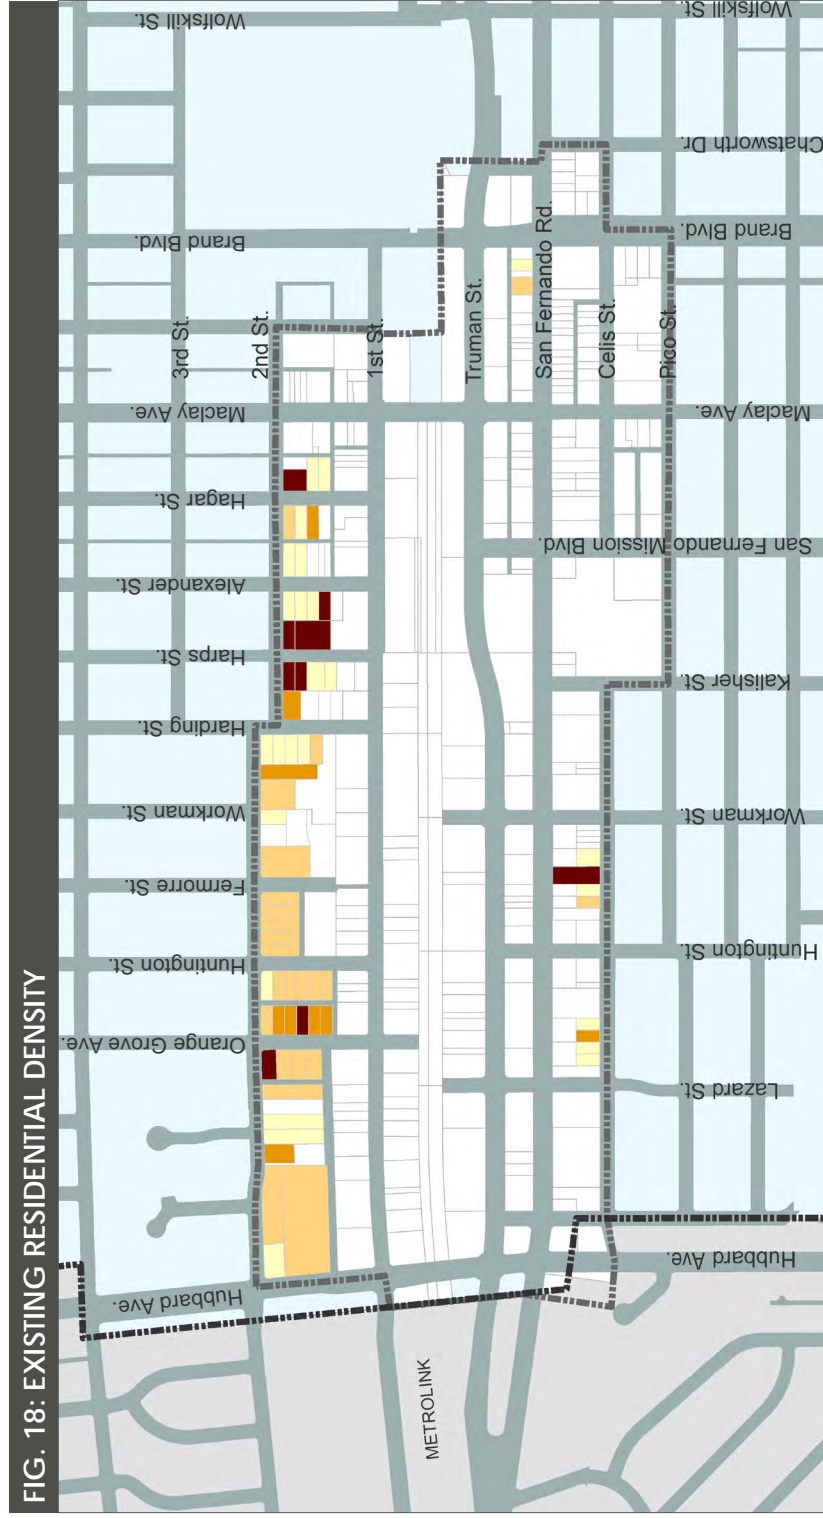 FIG. 18: EXISTING RESIDENTIAL DENSITY
Wolfskill St.
Wolfskill St.
Chatsworth Dr.
Brand Blvd.
Brand Blvd.
3rd St.
2nd St.
1st St.
Truman St.
San Fernando Rd.
Celis St.
Pico St.
Maclay Ave.
Maclay Ave.
Hagar St.
San Fernando Mission Blvd.
Alexander St.
Harps St.
Kalisher St.
Harding St.
Workman St.
Workman St.
Fermorre St.
Huntington St.
Huntington St.
Orange Grove Ave.
Lazard St.
Hubbard Ave.
Hubbard Ave.
METROLINK